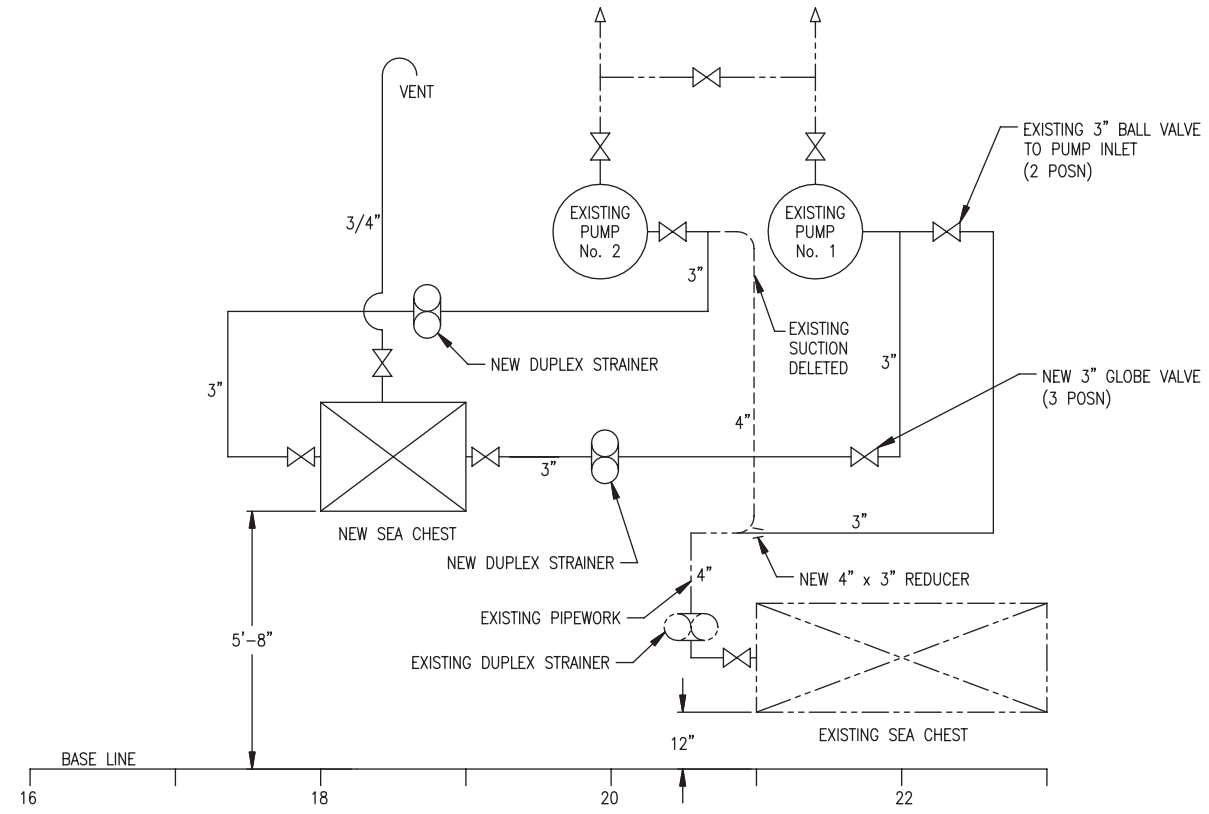 VENT
EXISTING 3" BALL VALVE
TO PUMP INLET
(2 POSN)
3/4"
EXISTING
PUMP
No. 2
EXISTING
PUMP
No. 1
3"
EXISTING
SUCTION
DELETED
NEW DUPLEX STRAINER
3"
3"
NEW 3" GLOBE VALVE
(3 POSN)
4"
3"
NEW SEA CHEST
3"
NEW DUPLEX STRAINER
4"
NEW 4" x 3" REDUCER
EXISTING PIPEWORK
5'-8"
EXISTING DUPLEX STRAINER
EXISTING SEA CHEST
12"
BASE LINE
16
18
20
22